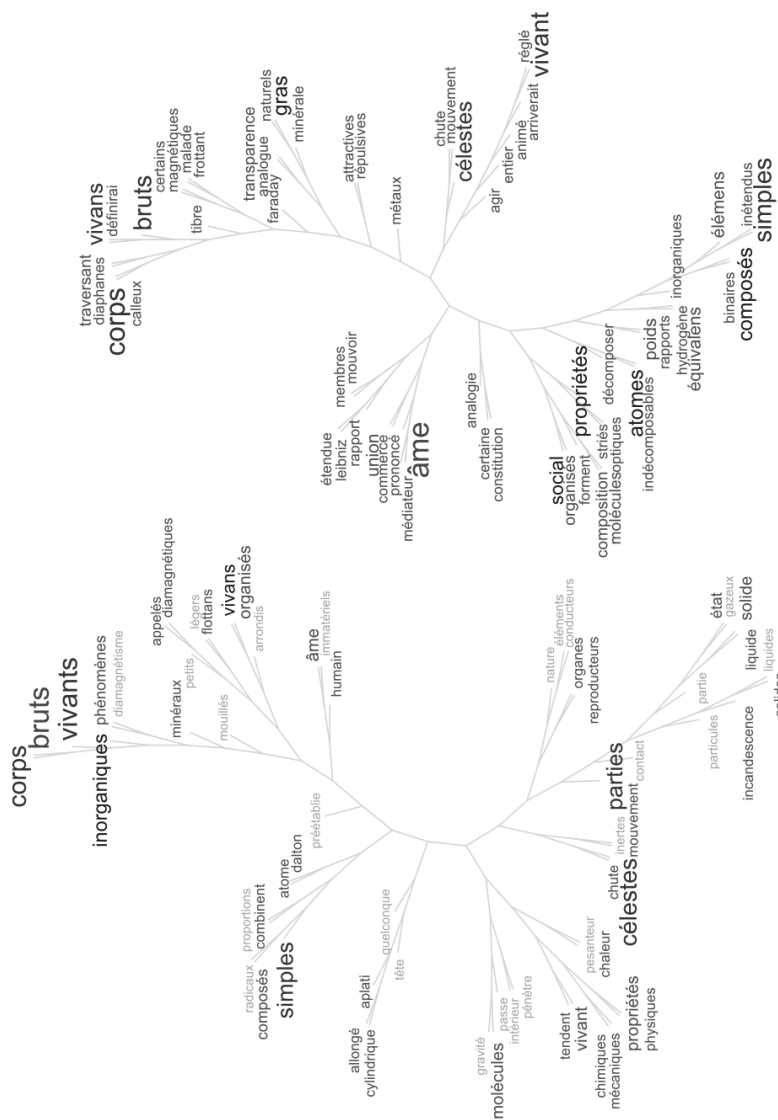 réglé
vivant
arriverait
animé
entier
agir
chute
mouvement
célestes
métaux
attractives
répulsives
naturels
gras
minérale
transparence
analogue
faraday
certains
magnétiques
malade
frottant
tibre
vivans
définirai
bruts
traversant
diaphanes
corps
calleux
membres
mouvoir
étendue
leibniz
rapport
union
commerce
prononcé
médiateur
âme
analogie
certaine
constitution
social
organisés
forment
composition
molécules
propriétés
striés
optiques
décomposer
atomes
indécomposables
poids
rapports
hydrogène
équivalens
inorganiques
élémens
binaires
composés
inétendus
simples
corps
bruts
vivants
inorganiques
phénomènes
diamagnétisme
minéraux
petits
mouillés
appelés
diamagnétiques
légers
flottans
vivans
organisés
arrondis
âme
immatériels
humain
préétablie
atome
dalton
proportions
combinent
radicaux
composés
simples
quelconque
tête
aplati
allongé
cylindrique
gravité
molécules
passe
intérieur
pénètre
tendent
vivant
chimiques
mécaniques
propriétés
physiques
pesanteur
chaleur
chute
célestes
inertes
mouvement
parties
contact
nature
éléments
conducteurs
organes
reproducteurs
partie
particules
incandescence
état
gazeux
solide
liquide
liquides